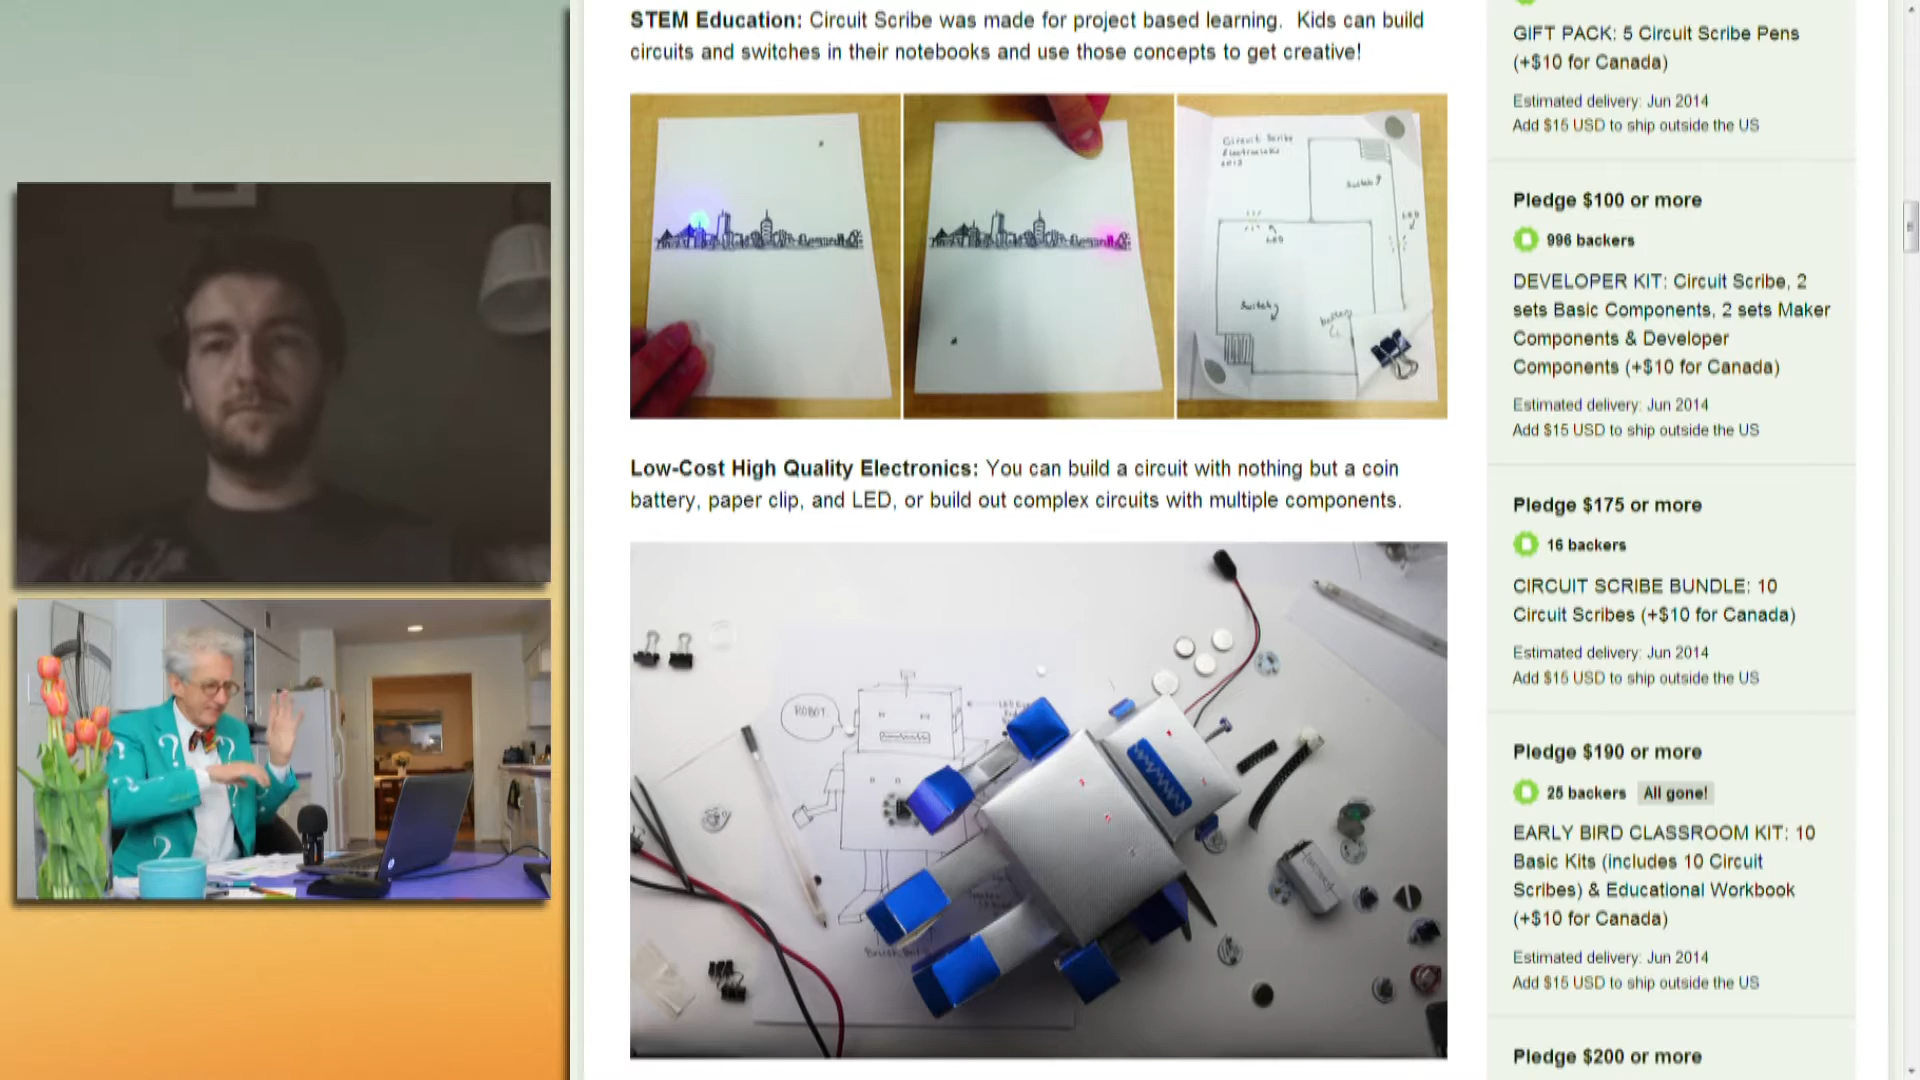 STEM Education: Circuit Scribe was made for project based learning. Kids can build
circuits and switches in their notebooks and use those concepts to get creative!
Circuit Scribe
Switch
LED
LED
Switch
battery
Low-Cost High Quality Electronics: You can build a circuit with nothing but a coin
battery, paper clip, and LED, or build out complex circuits with multiple components.
ROBOT
GIFT PACK: 5 Circuit Scribe Pens
(+$10 for Canada)
Estimated delivery: Jun 2014
Add $15 USD to ship outside the US
Pledge $100 or more
996 backers
DEVELOPER KIT: Circuit Scribe, 2
sets Basic Components, 2 sets Maker
Components & Developer
Components (+$10 for Canada)
Estimated delivery: Jun 2014
Add $15 USD to ship outside the US
Pledge $175 or more
16 backers
CIRCUIT SCRIBE BUNDLE: 10
Circuit Scribes (+$10 for Canada)
Estimated delivery: Jun 2014
Add $15 USD to ship outside the US
Pledge $190 or more
25 backers All gone!
EARLY BIRD CLASSROOM KIT: 10
Basic Kits (includes 10 Circuit
Scribes) & Educational Workbook
(+$10 for Canada)
Estimated delivery: Jun 2014
Add $15 USD to ship outside the US
Pledge $200 or more